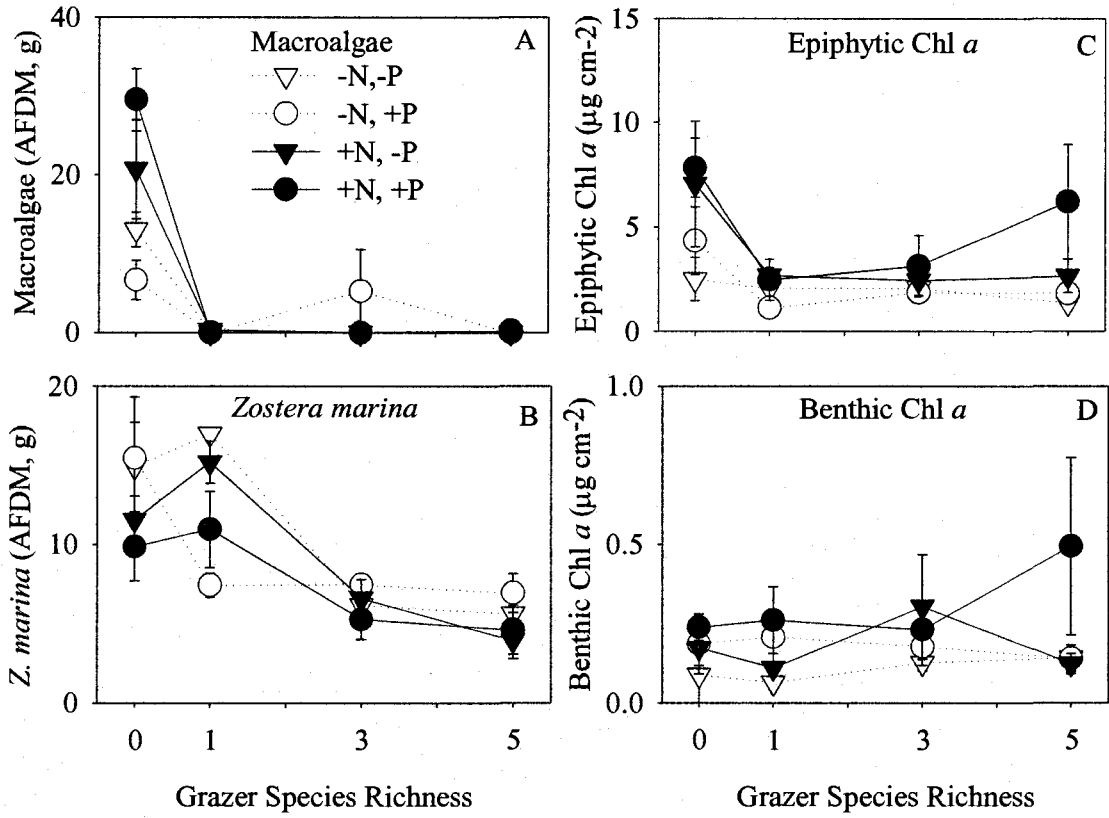 40
20
0
Macroalgae (AFDM, g)
Macroalgae
A
-N,-P
-N, +P
+N, -P
+N, +P
15
10
5
0
Epiphytic Chl a (µg cm-2)
Epiphytic Chl a
C
20
10
0
Z. marina (AFDM, g)
Zostera marina
B
0 1 3 5
Grazer Species Richness
1.0
0.5
0.0
Benthic Chl a (µg cm-2)
Benthic Chl a
D
0 1 3 5
Grazer Species Richness